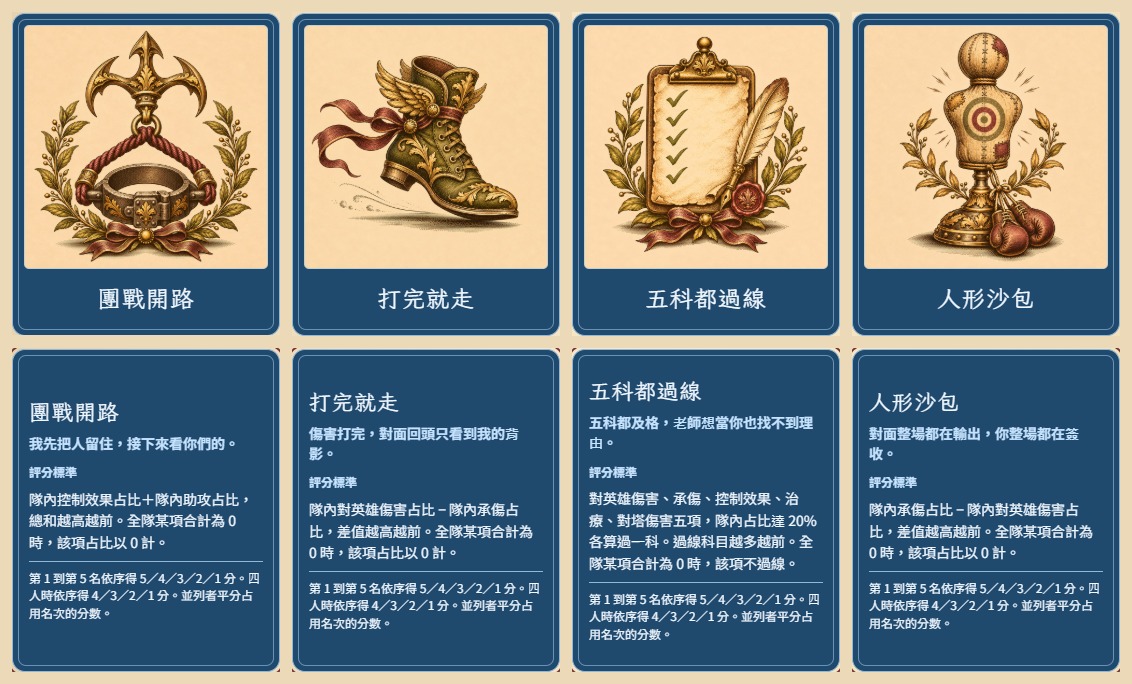 團戰開路
打完就走
五科都過線
人形沙包
團戰開路
我先把人留住，接下來看你們的。
評分標準
隊內控制效果占比＋隊內助攻占比，
總和越高越前。全隊某項合計為 0
時，該項占比以 0 計。
第 1 到第 5 名依序得 5／4／3／2／1 分。四
人時依序得 4／3／2／1 分。並列者平分占
用名次的分數。
打完就走
傷害打完，對面回頭只看到我的背
影。
評分標準
隊內對英雄傷害占比 − 隊內承傷占
比，差值越高越前。全隊某項合計為
0 時，該項占比以 0 計。
第 1 到第 5 名依序得 5／4／3／2／1 分。四
人時依序得 4／3／2／1 分。並列者平分占
用名次的分數。
五科都過線
五科都及格，老師想當你也找不到理
由。
評分標準
對英雄傷害、承傷、控制效果、治
療、對塔傷害五項，隊內占比達 20%
各算過一科。過線科目越多越前。全
隊某項合計為 0 時，該項不過線。
第 1 到第 5 名依序得 5／4／3／2／1 分。四
人時依序得 4／3／2／1 分。並列者平分占
用名次的分數。
人形沙包
對面整場都在輸出，你整場都在簽
收。
評分標準
隊內承傷占比 − 隊內對英雄傷害占
比，差值越高越前。全隊某項合計為
0 時，該項占比以 0 計。
第 1 到第 5 名依序得 5／4／3／2／1 分。四
人時依序得 4／3／2／1 分。並列者平分占
用名次的分數。